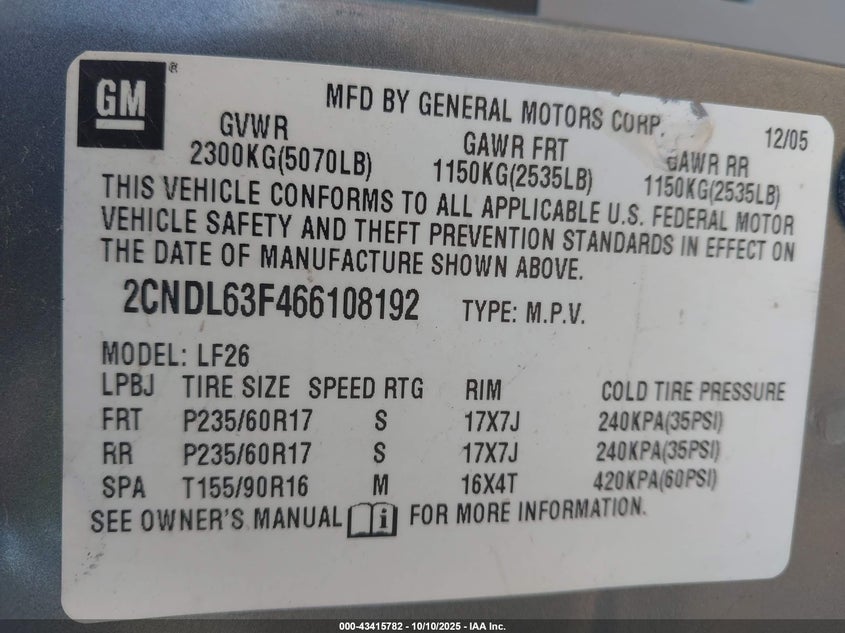 GM ®
MFD BY GENERAL MOTORS CORP. 12/05
GVWR GAWR FRT GAWR RR
2300KG(5070LB) 1150KG(2535LB) 1150KG(2535LB)
THIS VEHICLE CONFORMS TO ALL APPLICABLE U.S. FEDERAL MOTOR
VEHICLE SAFETY AND THEFT PREVENTION STANDARDS IN EFFECT ON
THE DATE OF MANUFACTURE SHOWN ABOVE.
2CNDL63F466108192 TYPE: M.P.V.
MODEL: LF26
LPBJ TIRE SIZE SPEED RTG RIM COLD TIRE PRESSURE
FRT P235/60R17 S 17X7J 240KPA(35PSI)
RR P235/60R17 S 17X7J 240KPA(35PSI)
SPA T155/90R16 M 16X4T 420KPA(60PSI)
SEE OWNER'S MANUAL i FOR MORE INFORMATION.
000-43415782 - 10/10/2025 - IAA Inc.